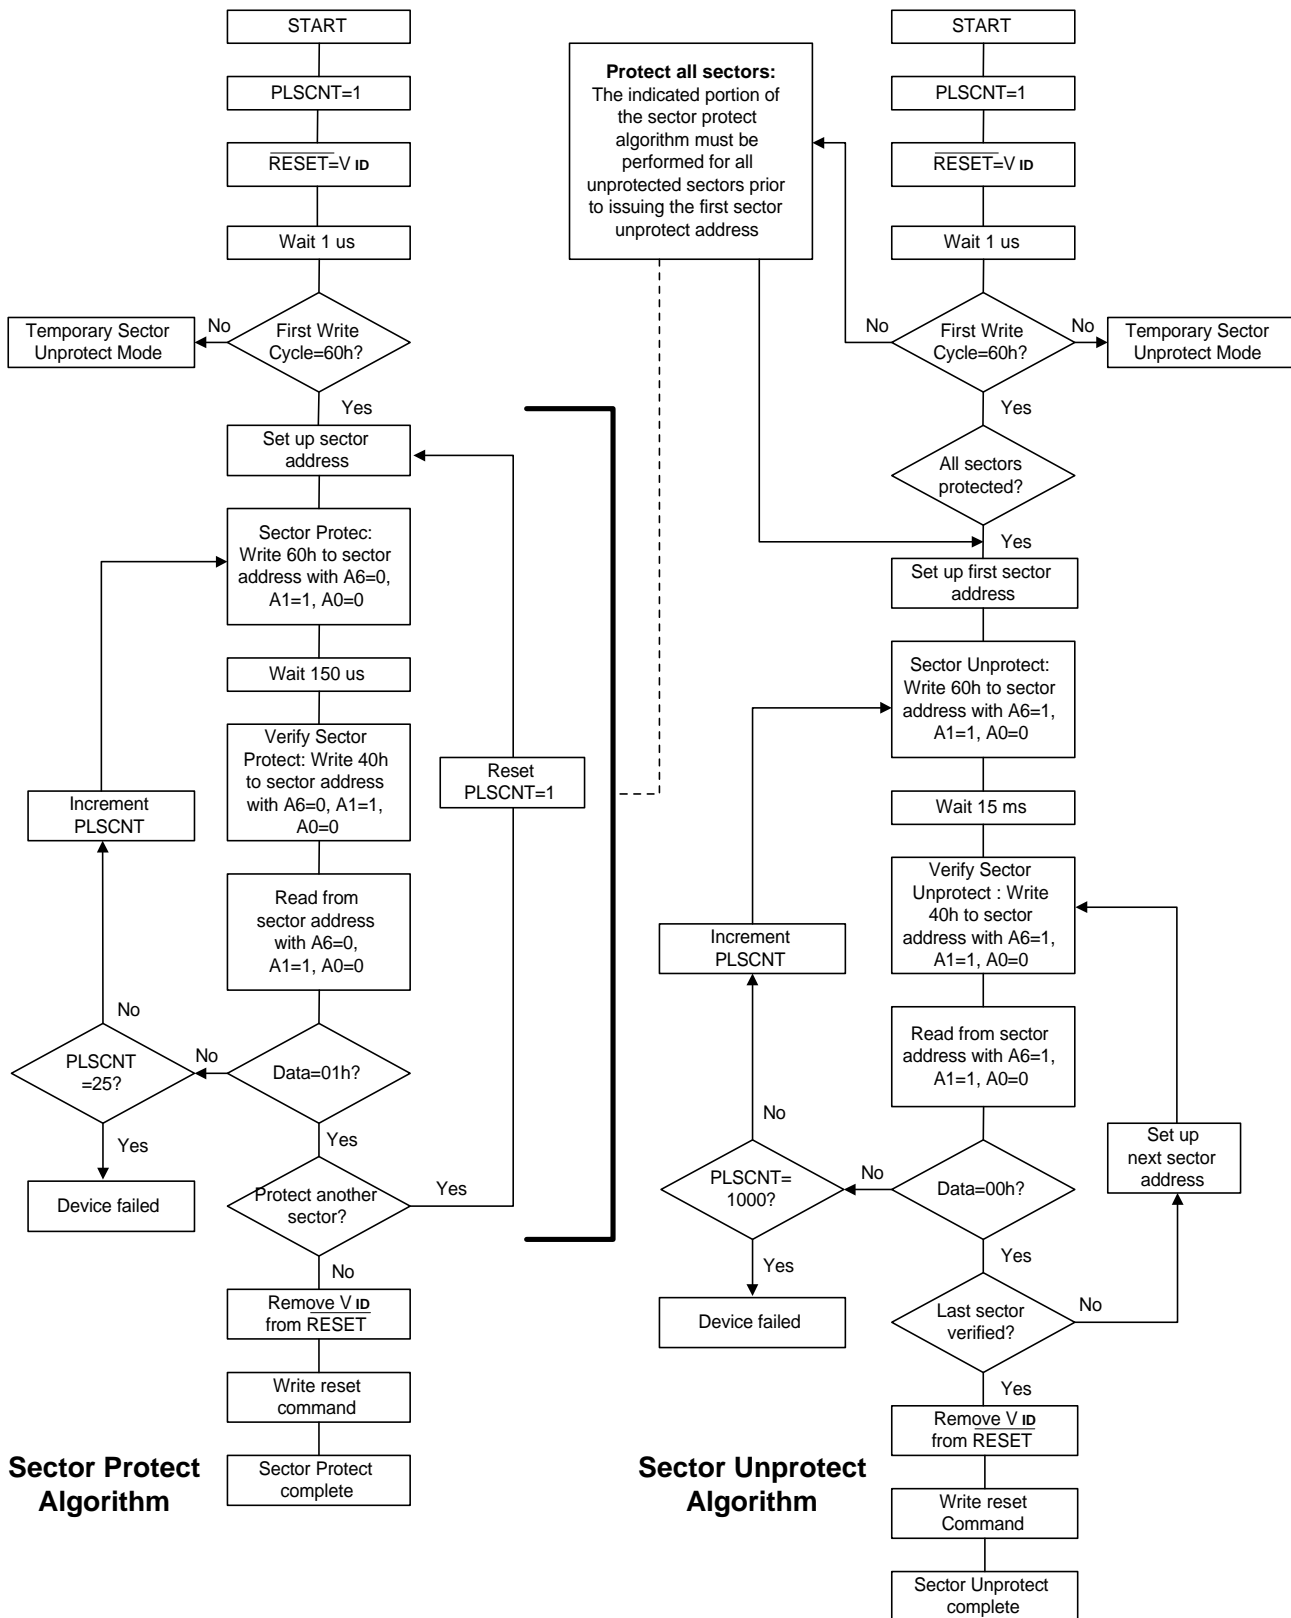 START
PLSCNT=1
RESET=V ID
Wait 1 us
First Write
Cycle=60h?
No
Temporary Sector
Unprotect Mode
Yes
Set up sector
address
Sector Protec:
Write 60h to sector
address with A6=0,
A1=1, A0=0
Wait 150 us
Verify Sector
Protect: Write 40h
to sector address
with A6=0, A1=1,
A0=0
Reset
PLSCNT=1
Increment
PLSCNT
Read from
sector address
with A6=0,
A1=1, A0=0
No
PLSCNT
=25?
No
Data=01h?
Yes
Yes
Device failed
Protect another
sector?
Yes
No
Remove V ID
from RESET
Write reset
command
Sector Protect
complete
Sector Protect
Algorithm
Protect all sectors:
The indicated portion of
the sector protect
algorithm must be
performed for all
unprotected sectors prior
to issuing the first sector
unprotect address
START
PLSCNT=1
RESET=V ID
Wait 1 us
No
First Write
Cycle=60h?
No
Temporary Sector
Unprotect Mode
Yes
All sectors
protected?
Yes
Set up first sector
address
Sector Unprotect:
Write 60h to sector
address with A6=1,
A1=1, A0=0
Wait 15 ms
Verify Sector
Unprotect : Write
40h to sector
address with A6=1,
A1=1, A0=0
Increment
PLSCNT
Read from sector
address with A6=1,
A1=1, A0=0
No
Set up
next sector
address
PLSCNT=
1000?
No
Data=00h?
Yes
Yes
Device failed
Last sector
verified?
No
Yes
Remove V ID
from RESET
Write reset
Command
Sector Unprotect
complete
Sector Unprotect
Algorithm